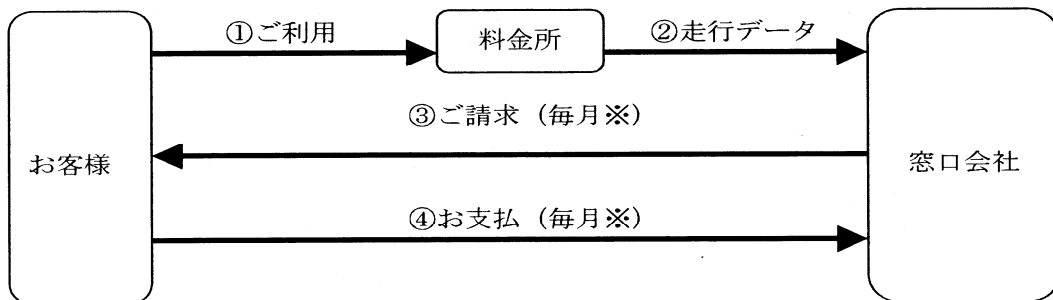 ①ご利用
料金所
②走行データ
③ご請求（毎月※）
お客様
窓口会社
④お支払（毎月※）